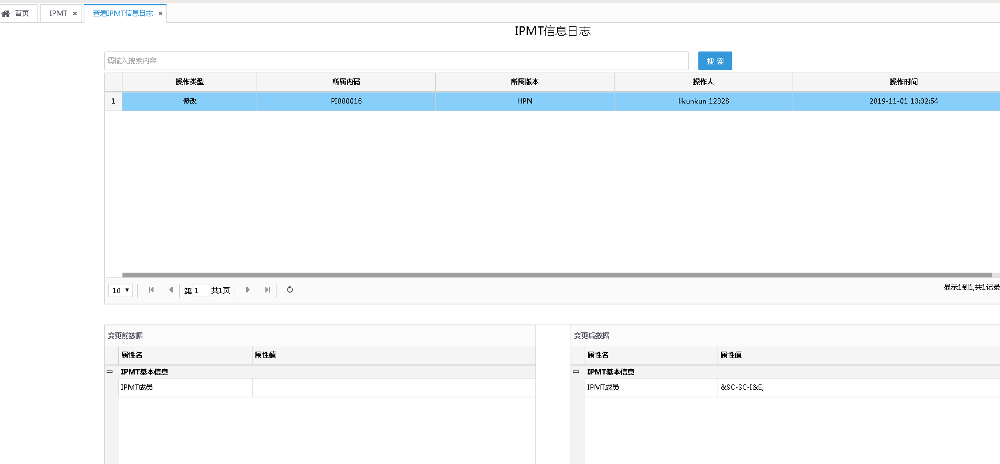 首页 IPMT × 查看IPMT信息日志 ×
IPMT信息日志
请输入搜索内容 搜 索
操作类型 所属内码 所属版本 操作人 操作时间
1 修改 PI000018 HPN likunkun 12328 2019-11-01 13:32:54
10 第 1 共1页 显示1到1,共1记录
变更前数据 变更后数据
属性名 属性值 属性名 属性值
IPMT基本信息 IPMT基本信息
IPMT成员 IPMT成员 &SC-SC-I&E,